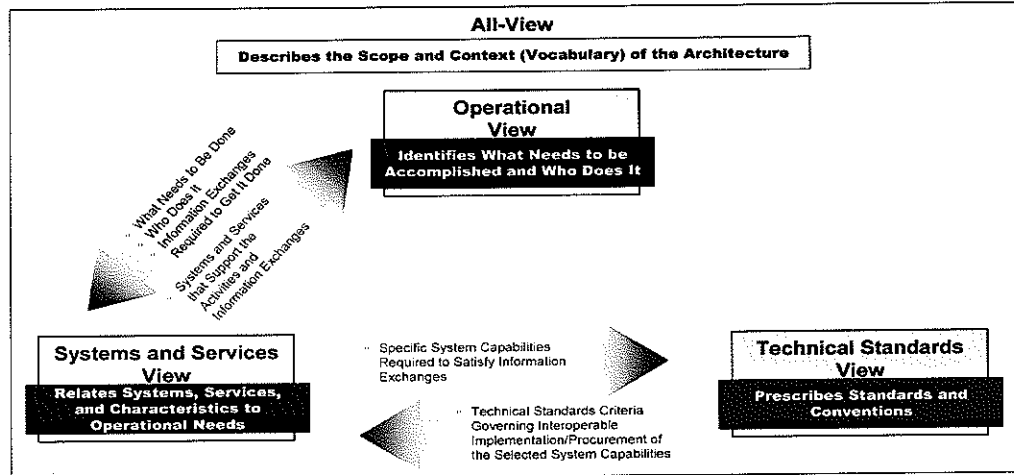 All-View
Describes the Scope and Context (Vocabulary) of the Architecture
Operational
View
Identifies What Needs to be
Accomplished and Who Does It
What Needs to Be Done
Who Does It
Information Exchanges
Required to Get It Done
Systems and Services
that Support the
Activities and
Information Exchanges
Systems and Services
View
Relates Systems, Services,
and Characteristics to
Operational Needs
Specific System Capabilities
Required to Satisfy Information
Exchanges
Technical Standards Criteria
Governing Interoperable
Implementation/Procurement of
the Selected System Capabilities
Technical Standards
View
Prescribes Standards and
Conventions